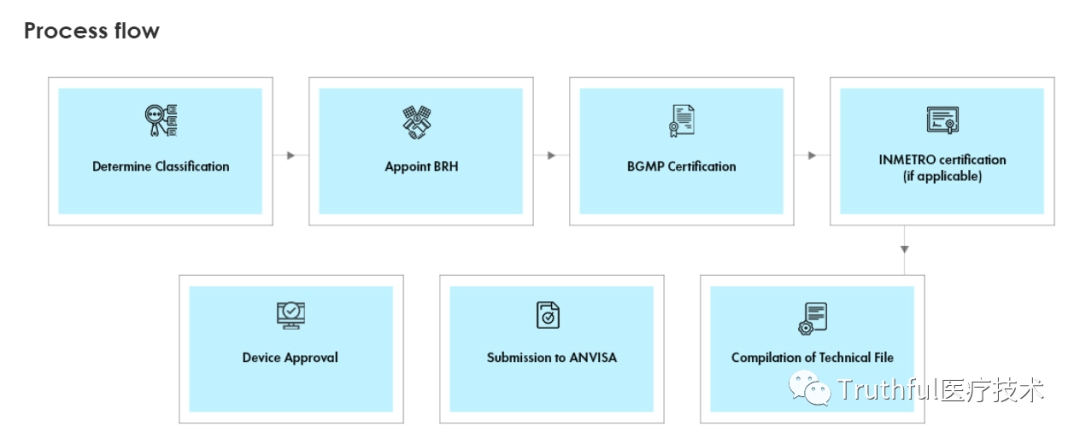 Process flow
Determine Classification
Appoint BRH
BGMP Certification
INMETRO certification
(if applicable)
Device Approval
Submission to ANVISA
Compilation of Technical File
Truthful医疗技术